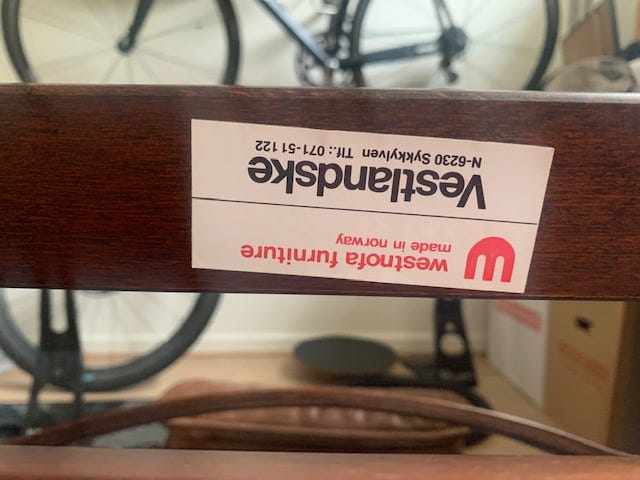 westnofa furniture
made in norway
Vestlandske
N-6230 Sykkylven Tlf.: 071-51 122